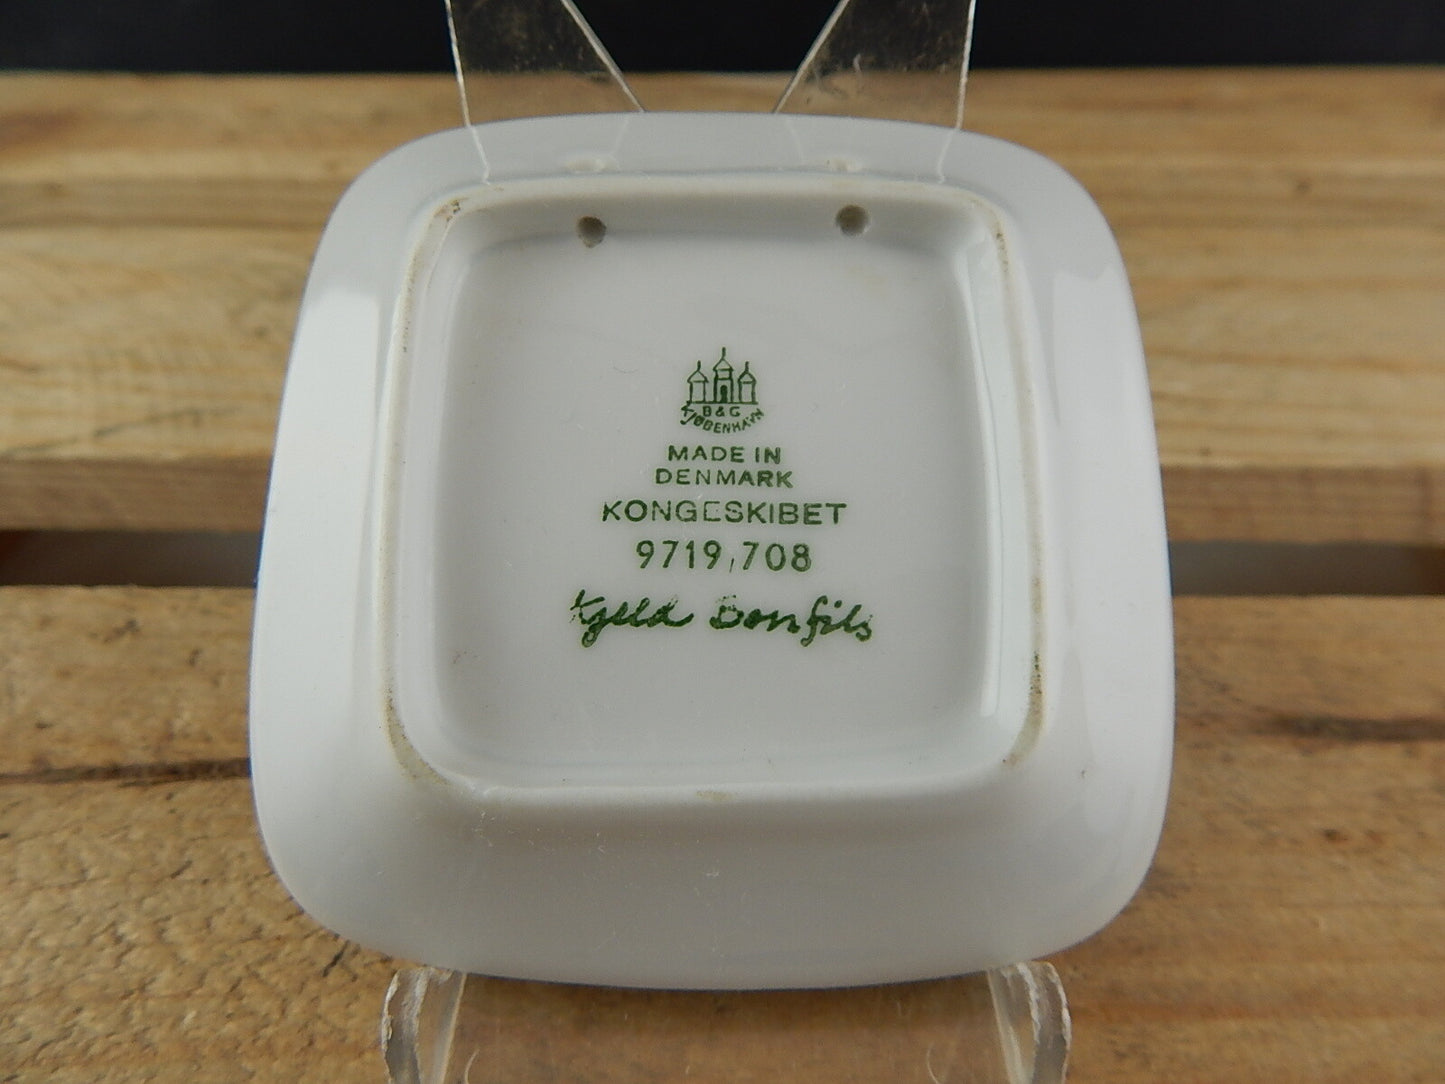 B & G
KJØBENHAVN
MADE IN
DENMARK
KONGESKIBET
9719,708
Kjeld Bonfils